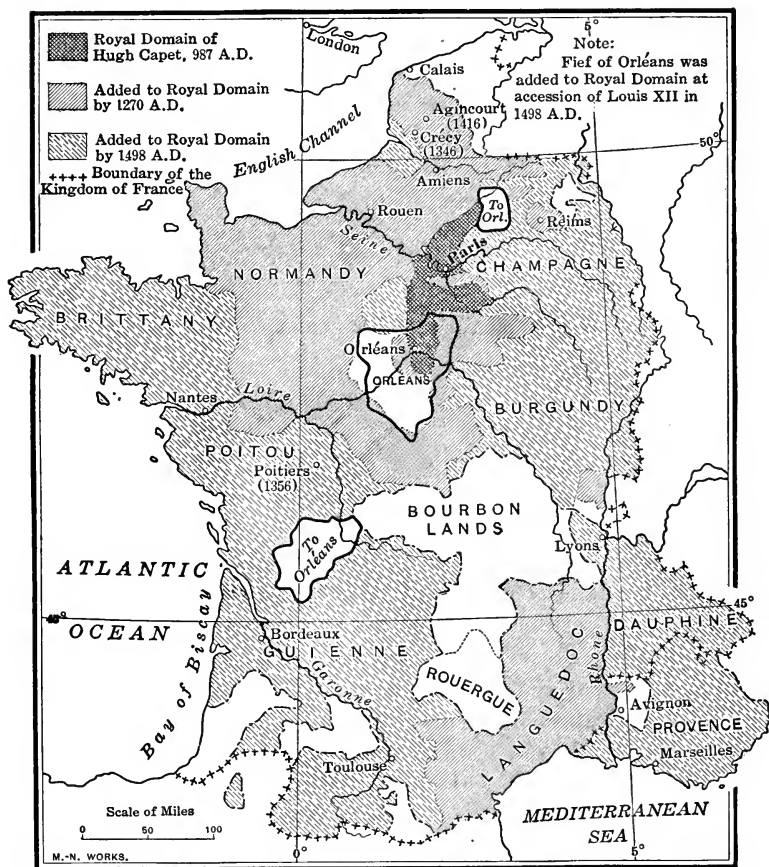 Royal Domain of
Hugh Capet, 987 A.D.
Added to Royal Domain
by 1270 A.D.
Added to Royal Domain
by 1498 A.D.
++++ Boundary of the
Kingdom of France
Note:
Fief of Orléans was
added to Royal Domain at
accession of Louis XII in
1498 A.D.
5°
London
Calais
Agincourt
(1416)
Crécy
(1346)
English Channel
50°
Amiens
Rouen
Seine
To
Orl.
Reims
Paris
NORMANDY
CHAMPAGNE
BRITTANY
Orléans
ORLÉANS
Nantes
Loire
BURGUNDY
POITOU
Poitiers
(1356)
BOURBON
LANDS
To
Orléans
Lyons
ATLANTIC
OCEAN
45°
45°
DAUPHINE
Bay of Biscay
Bordeaux
GUIENNE
Garonne
ROUERGUE
LANGUEDOC
Rhone
Avignon
PROVENCE
Marseilles
Toulouse
Scale of Miles
0 50 100
MEDITERRANEAN
SEA
M.-N. WORKS.
0°
5°